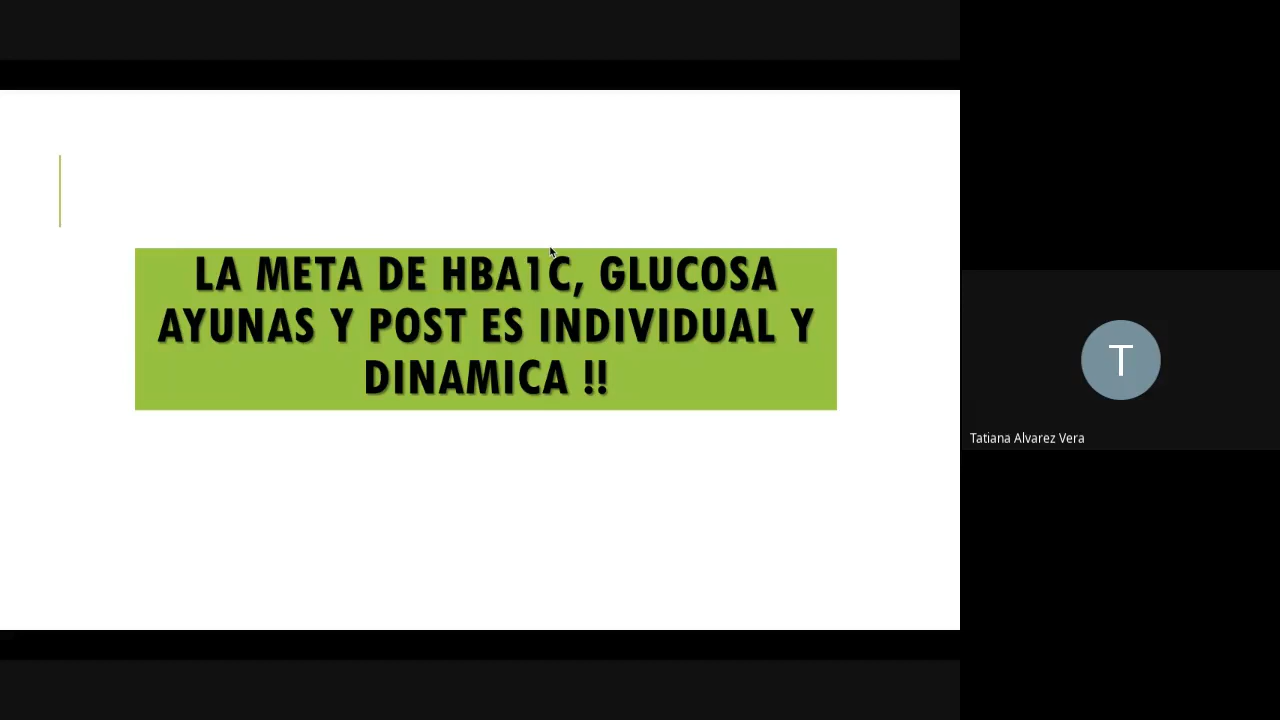 LA META DE HBA1C, GLUCOSA
AYUNAS Y POST ES INDIVIDUAL Y
DINAMICA !!
T
Tatiana Alvarez Vera